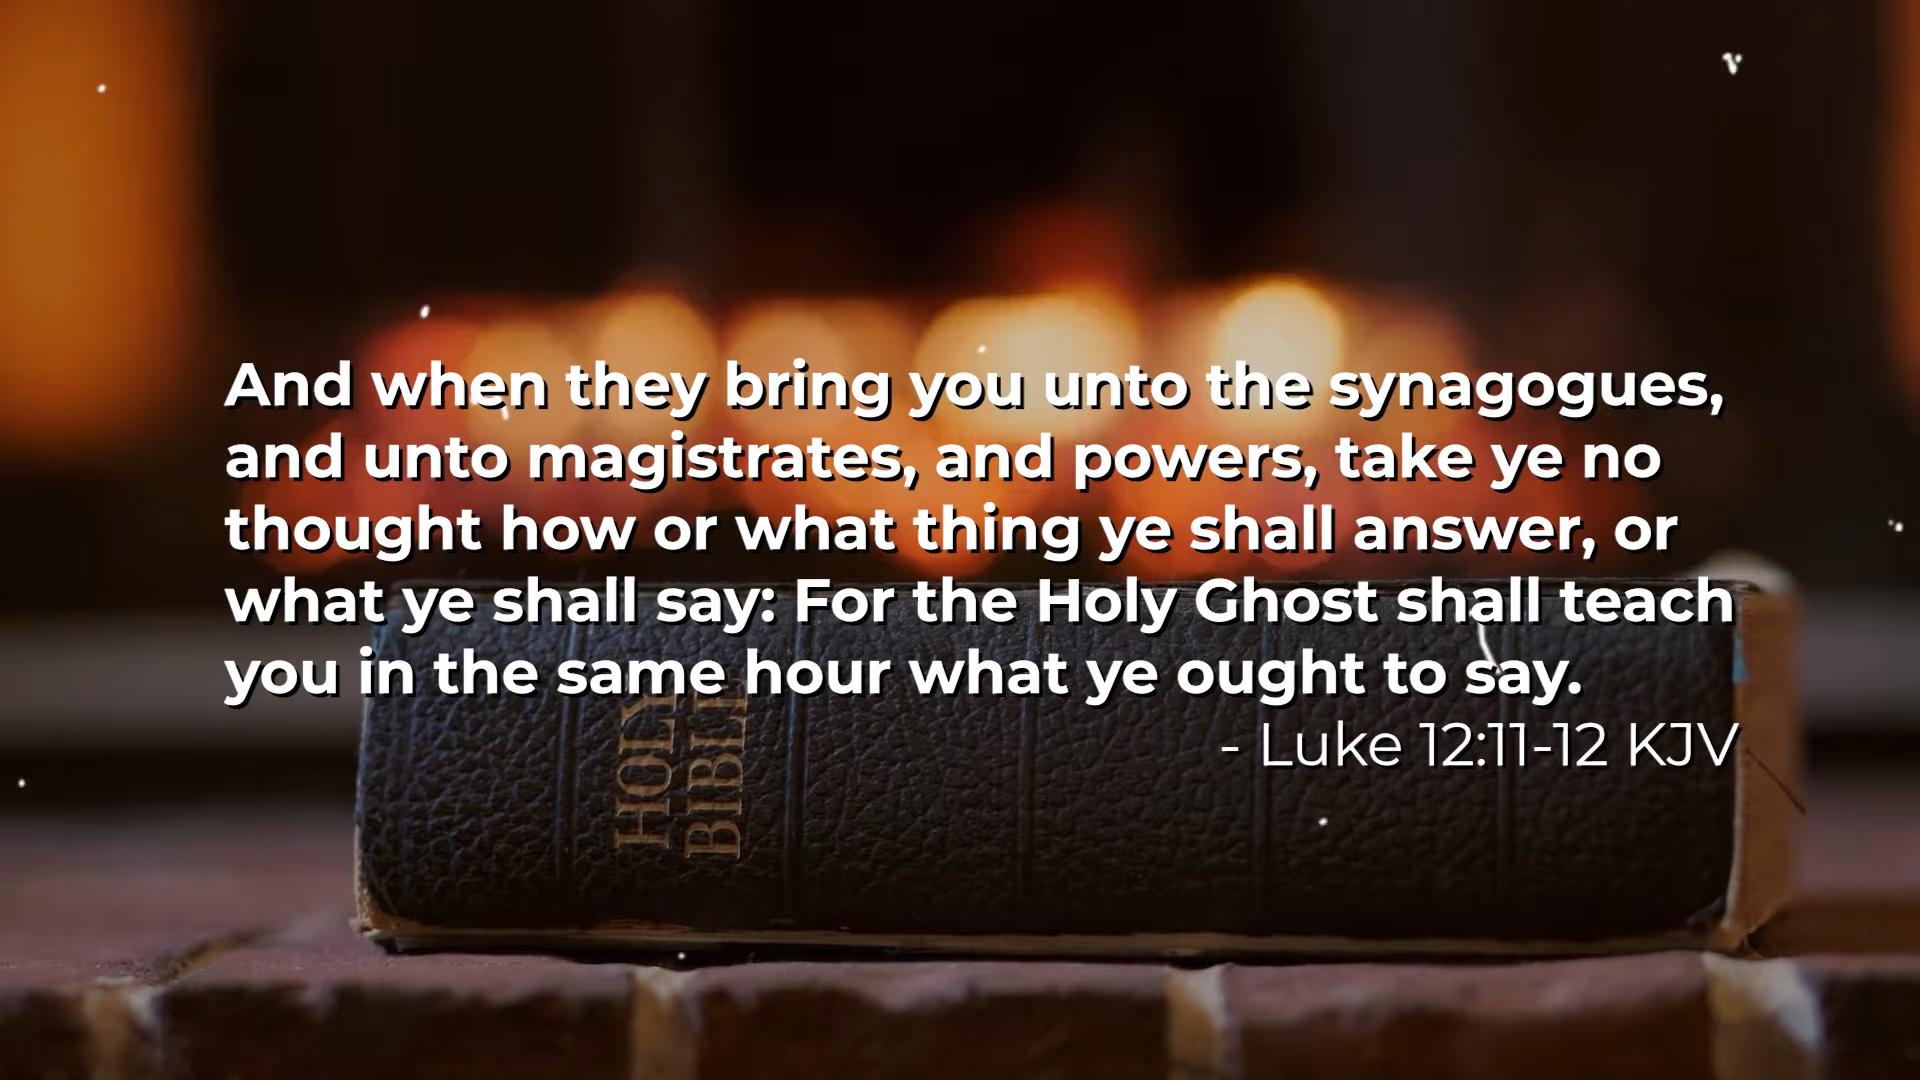 And when they bring you unto the synagogues,
and unto magistrates, and powers, take ye no
thought how or what thing ye shall answer, or
what ye shall say: For the Holy Ghost shall teach
you in the same hour what ye ought to say.
- Luke 12:11-12 KJV
HOLY
BIBLE